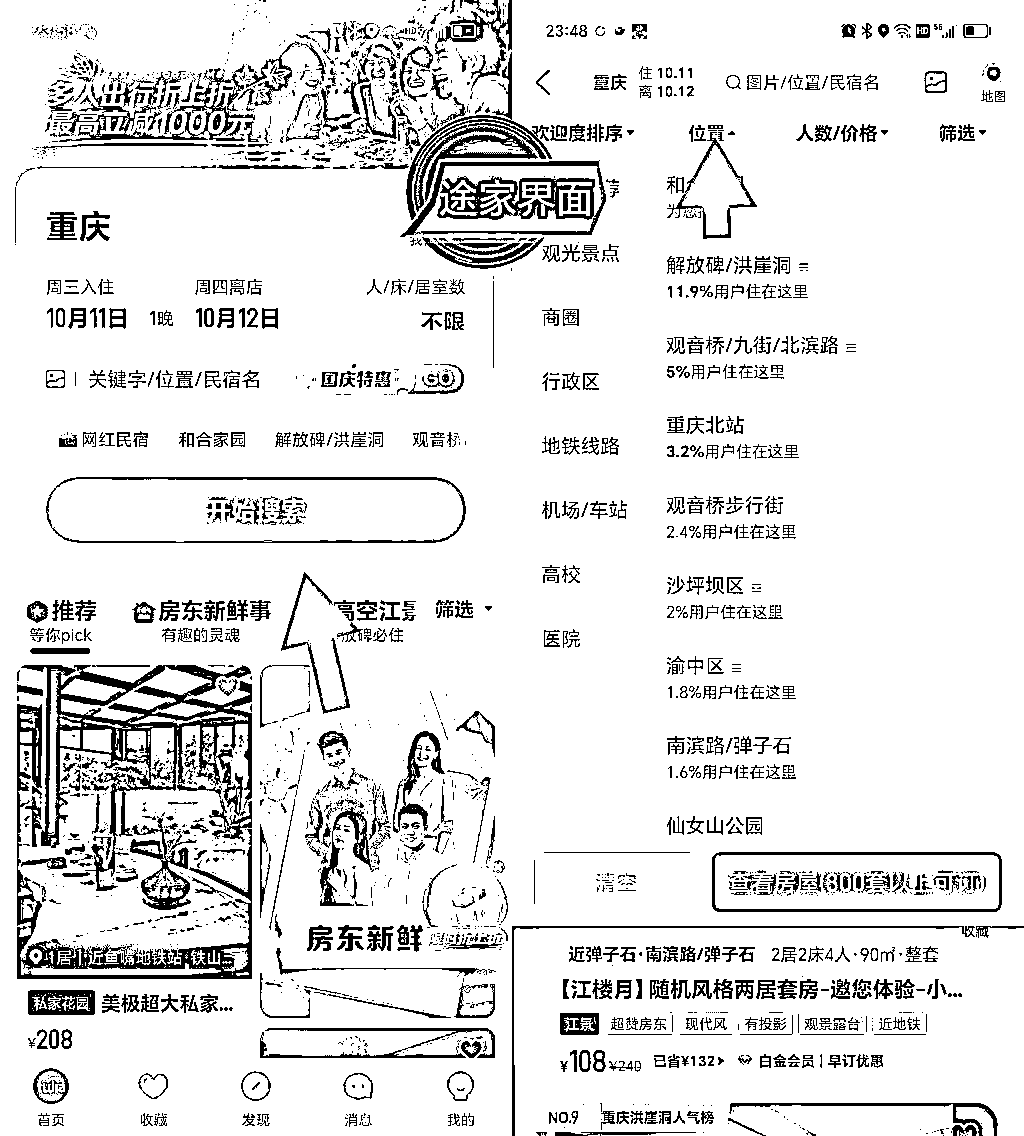 多人出行折上折
最高立减1000元
途家界面
重庆
周三入住
周四离店
人/床/居室数
10月11日
1晚
10月12日
不限
关键字/位置/民宿名
国庆特惠
GO
网红民宿
和合家园
解放碑/洪崖洞
观音桥
开始搜索
推荐
等你pick
房东新鲜事
有趣的灵魂
高空江景
放碑必住
筛选
1居
近鱼嘴地铁站·铁山
房东新鲜
私家花园 美极超大私家...
¥208
首页
收藏
发现
消息
我的
23:48
重庆
住 10.11
离 10.12
图片/位置/民宿名
地图
欢迎度排序
位置
人数/价格
筛选
观光景点
商圈
行政区
地铁线路
机场/车站
高校
医院
解放碑/洪崖洞
11.9%用户住在这里
观音桥/九街/北滨路
5%用户住在这里
重庆北站
3.2%用户住在这里
观音桥步行街
2.4%用户住在这里
沙坪坝区
2%用户住在这里
渝中区
1.8%用户住在这里
南滨路/弹子石
1.6%用户住在这里
仙女山公园
清空
查看房屋(800套以上可订)
收藏
近弹子石·南滨路/弹子石 2居2床4人·90㎡·整套
【江楼月】随机风格两居套房-邀您体验-小...
江景 超赞房东 现代风 有投影 观景露台 近地铁
¥108 ¥240 已省¥132 白金会员 | 早订优惠
NO.9 重庆洪崖洞人气榜